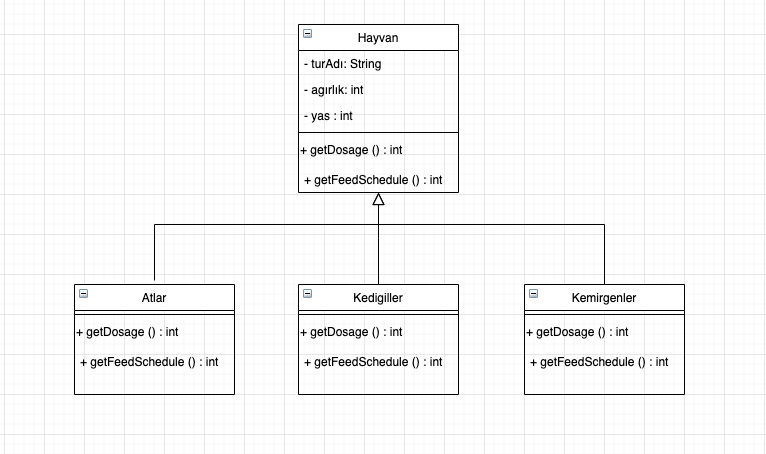 Hayvan
- turAdı: String
- agırlık: int
- yas : int
+ getDosage () : int
+ getFeedSchedule () : int
Atlar
+ getDosage () : int
+ getFeedSchedule () : int
Kedigiller
+ getDosage () : int
+ getFeedSchedule () : int
Kemirgenler
+ getDosage () : int
+ getFeedSchedule () : int